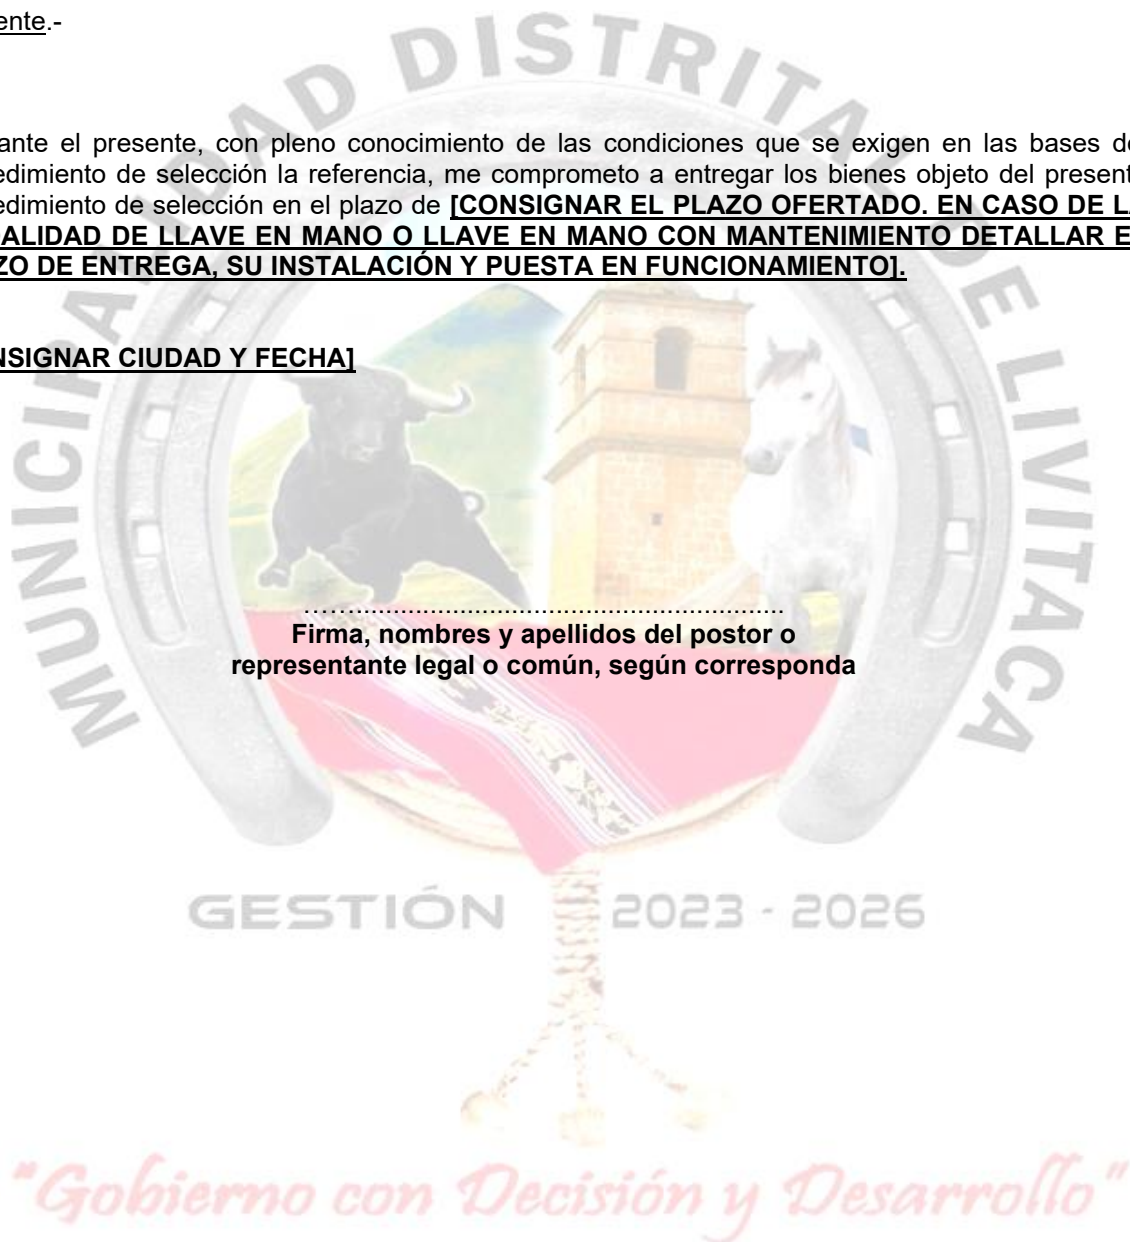 ente.-
ante el presente, con pleno conocimiento de las condiciones que se exigen en las bases de
edimiento de selección la referencia, me comprometo a entregar los bienes objeto del present
edimiento de selección en el plazo de [CONSIGNAR EL PLAZO OFERTADO. EN CASO DE LA
ALIDAD DE LLAVE EN MANO O LLAVE EN MANO CON MANTENIMIENTO DETALLAR E
ZO DE ENTREGA, SU INSTALACIÓN Y PUESTA EN FUNCIONAMIENTO].
NSIGNAR CIUDAD Y FECHA]
Firma, nombres y apellidos del postor o
representante legal o común, según corresponda
MUNICIPALIDAD DISTRITAL DE LIVITACA
GESTIÓN 2023 - 2026
"Gobierno con Decisión y Desarrollo"